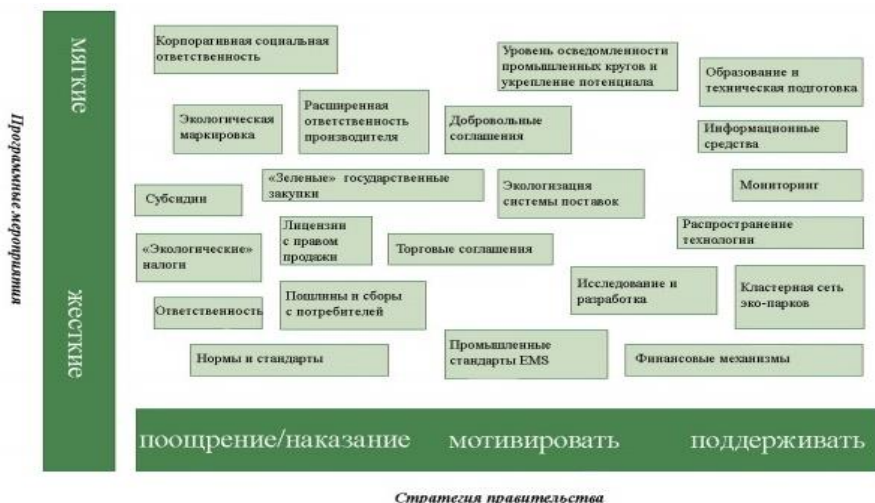 Программные мероприятия
мягкие
жесткие
Корпоративная социальная
ответственность
Уровень осведомленности
промышленных кругов и
укрепление потенциала
Образование и
техническая подготовка
Экологическая
маркировка
Расширенная
ответственность
производителя
Добровольные
соглашения
Информационные
средства
Субсидии
«Зеленые» государственные
закупки
Экологизация
системы поставок
Мониторинг
«Экологические»
налоги
Лицензии
с правом
продажи
Торговые соглашения
Распространение
технологии
Ответственность
Пошлины и сборы
с потребителей
Исследование и
разработка
Кластерная сеть
эко-парков
Нормы и стандарты
Промышленные
стандарты EMS
Финансовые механизмы
поощрение/наказание
мотивировать
поддерживать
Стратегия правительства